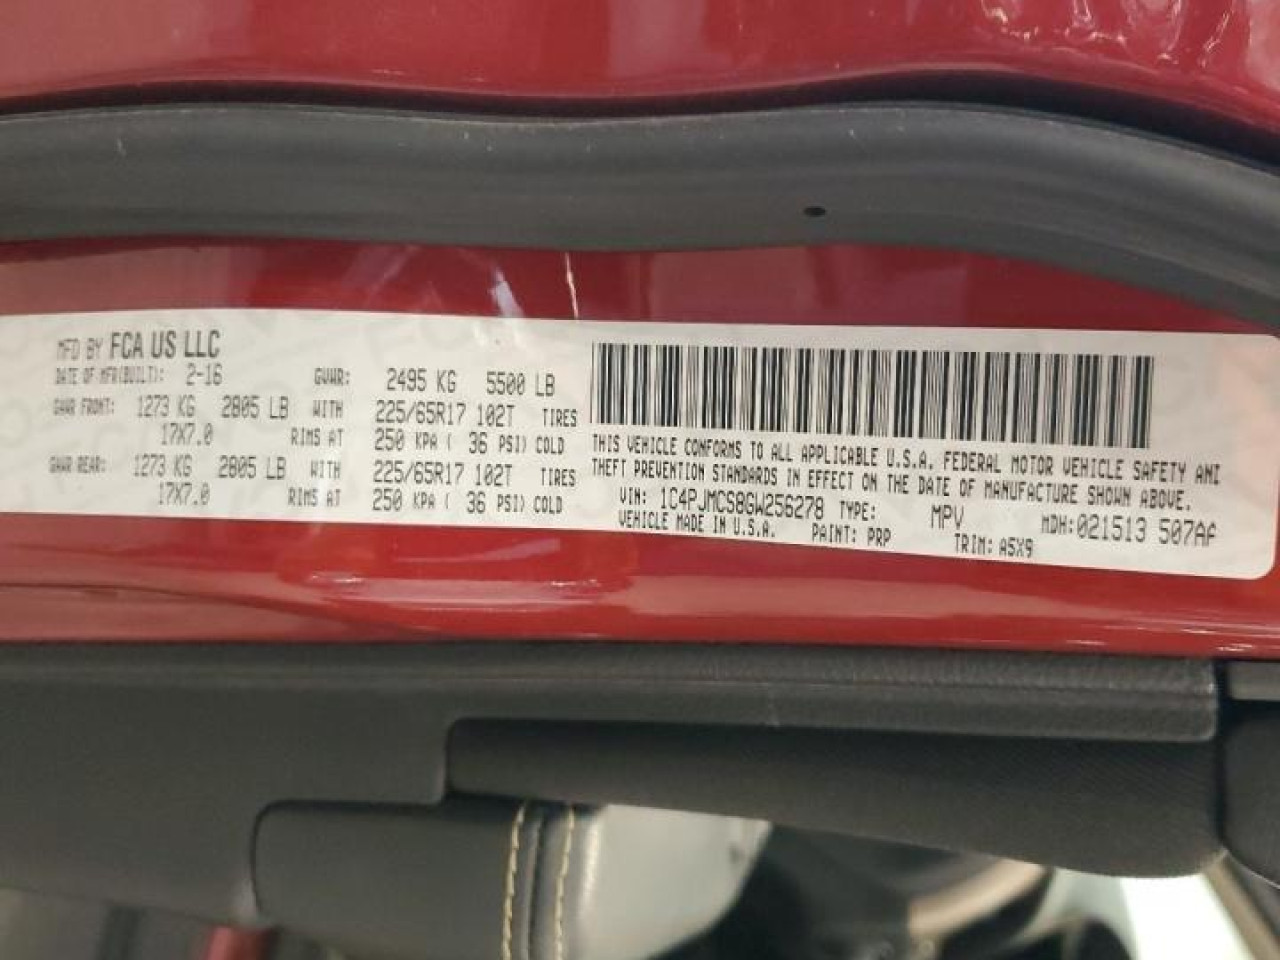 MFD BY FCA US LLC
DATE OF MFR(BUILT): 2-16 GVWR: 2495 KG 5500 LB
GAWR FRONT: 1273 KG 2805 LB WITH 225/65R17 102T TIRES
17X7.0 RIMS AT 250 KPA ( 36 PSI) COLD
GAWR REAR: 1273 KG 2805 LB WITH 225/65R17 102T TIRES
17X7.0 RIMS AT 250 KPA ( 36 PSI) COLD
THIS VEHICLE CONFORMS TO ALL APPLICABLE U.S.A. FEDERAL MOTOR VEHICLE SAFETY AND
THEFT PREVENTION STANDARDS IN EFFECT ON THE DATE OF MANUFACTURE SHOWN ABOVE.
VIN: 1C4PJMCS8GW256278 TYPE: MPV MDH:021513 507AF
VEHICLE MADE IN U.S.A. PAINT: PRP TRIM: A5X9